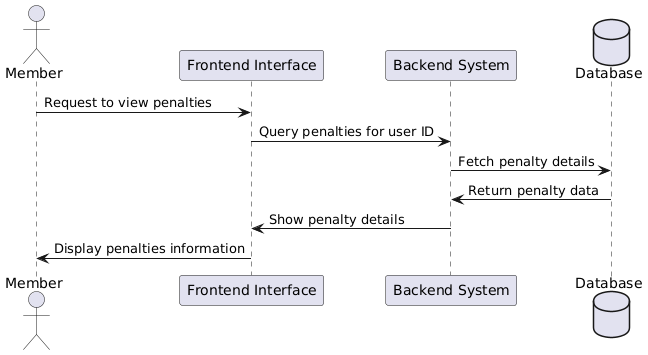 Member
Frontend Interface
Backend System
Database
Request to view penalties
Query penalties for user ID
Fetch penalty details
Return penalty data
Show penalty details
Display penalties information
Member
Frontend Interface
Backend System
Database